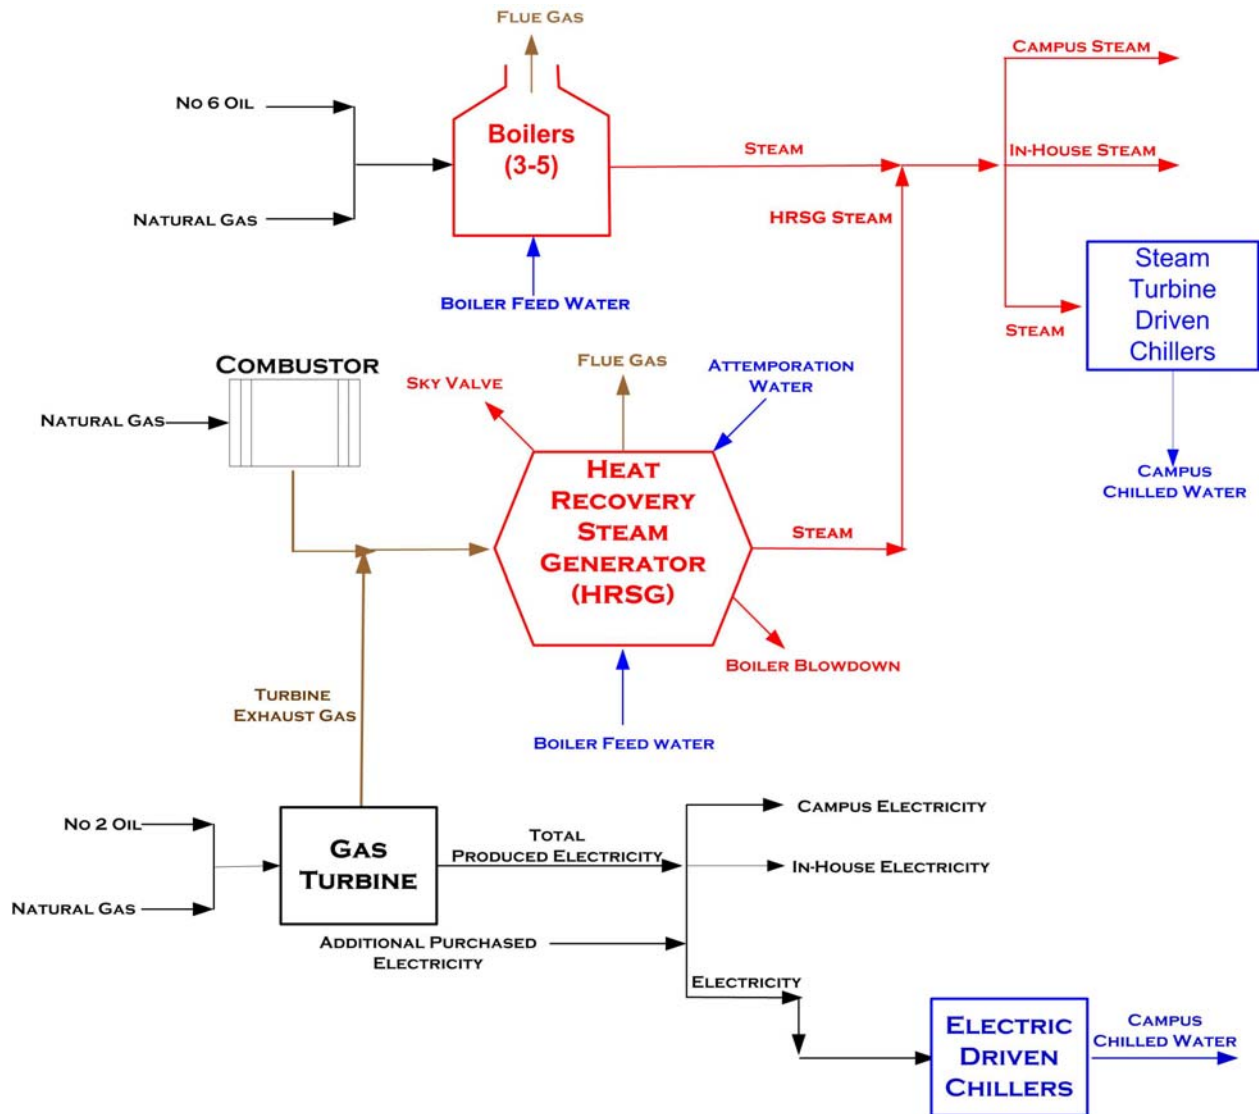 Flue Gas
Campus Steam
No 6 Oil
Boilers
(3-5)
Steam
In-House Steam
Natural Gas
HRSG Steam
Boiler Feed Water
Steam
Steam
Turbine
Driven
Chillers
Combustor
Flue Gas
Attemporation
Water
Sky Valve
Natural Gas
Campus
Chilled Water
Heat
Recovery
Steam
Generator
(HRSG)
Steam
Boiler Blowdown
Turbine
Exhaust Gas
Boiler Feed water
No 2 Oil
Gas
Turbine
Total
Produced Electricity
Campus Electricity
In-House Electricity
Natural Gas
Additional Purchased
Electricity
Electricity
Electric
Driven
Chillers
Campus
Chilled Water